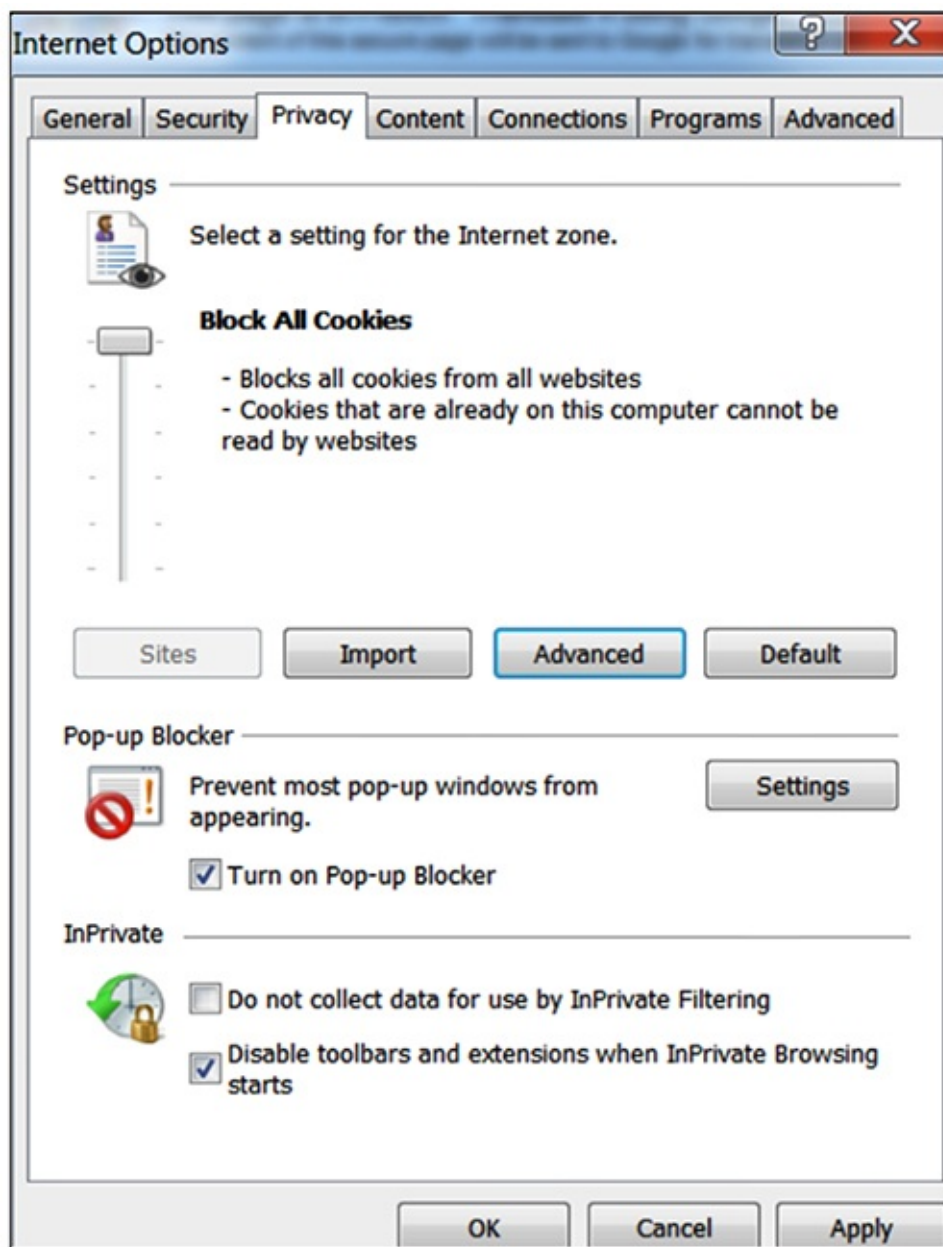 Internet Options
General Security Privacy Content Connections Programs Advanced
Settings
Select a setting for the Internet zone.
Block All Cookies
- Blocks all cookies from all websites
- Cookies that are already on this computer cannot be
read by websites
Sites Import Advanced Default
Pop-up Blocker
Prevent most pop-up windows from
appearing.
Settings
Turn on Pop-up Blocker
InPrivate
Do not collect data for use by InPrivate Filtering
Disable toolbars and extensions when InPrivate Browsing
starts
OK Cancel Apply